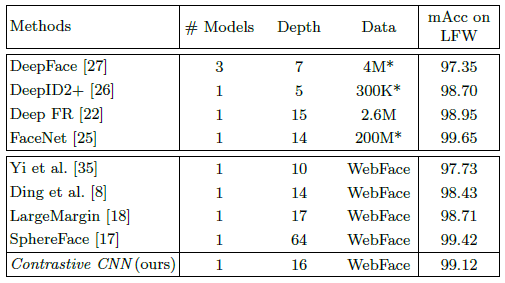 Methods # Models Depth Data mAcc on LFW
DeepFace [27] 3 7 4M* 97.35
DeepID2+ [26] 1 5 300K* 98.70
Deep FR [22] 1 15 2.6M 98.95
FaceNet [25] 1 14 200M* 99.65
Yi et al. [35] 1 10 WebFace 97.73
Ding et al. [8] 1 14 WebFace 98.43
LargeMargin [18] 1 17 WebFace 98.71
SphereFace [17] 1 64 WebFace 99.42
Contrastive CNN (ours) 1 16 WebFace 99.12